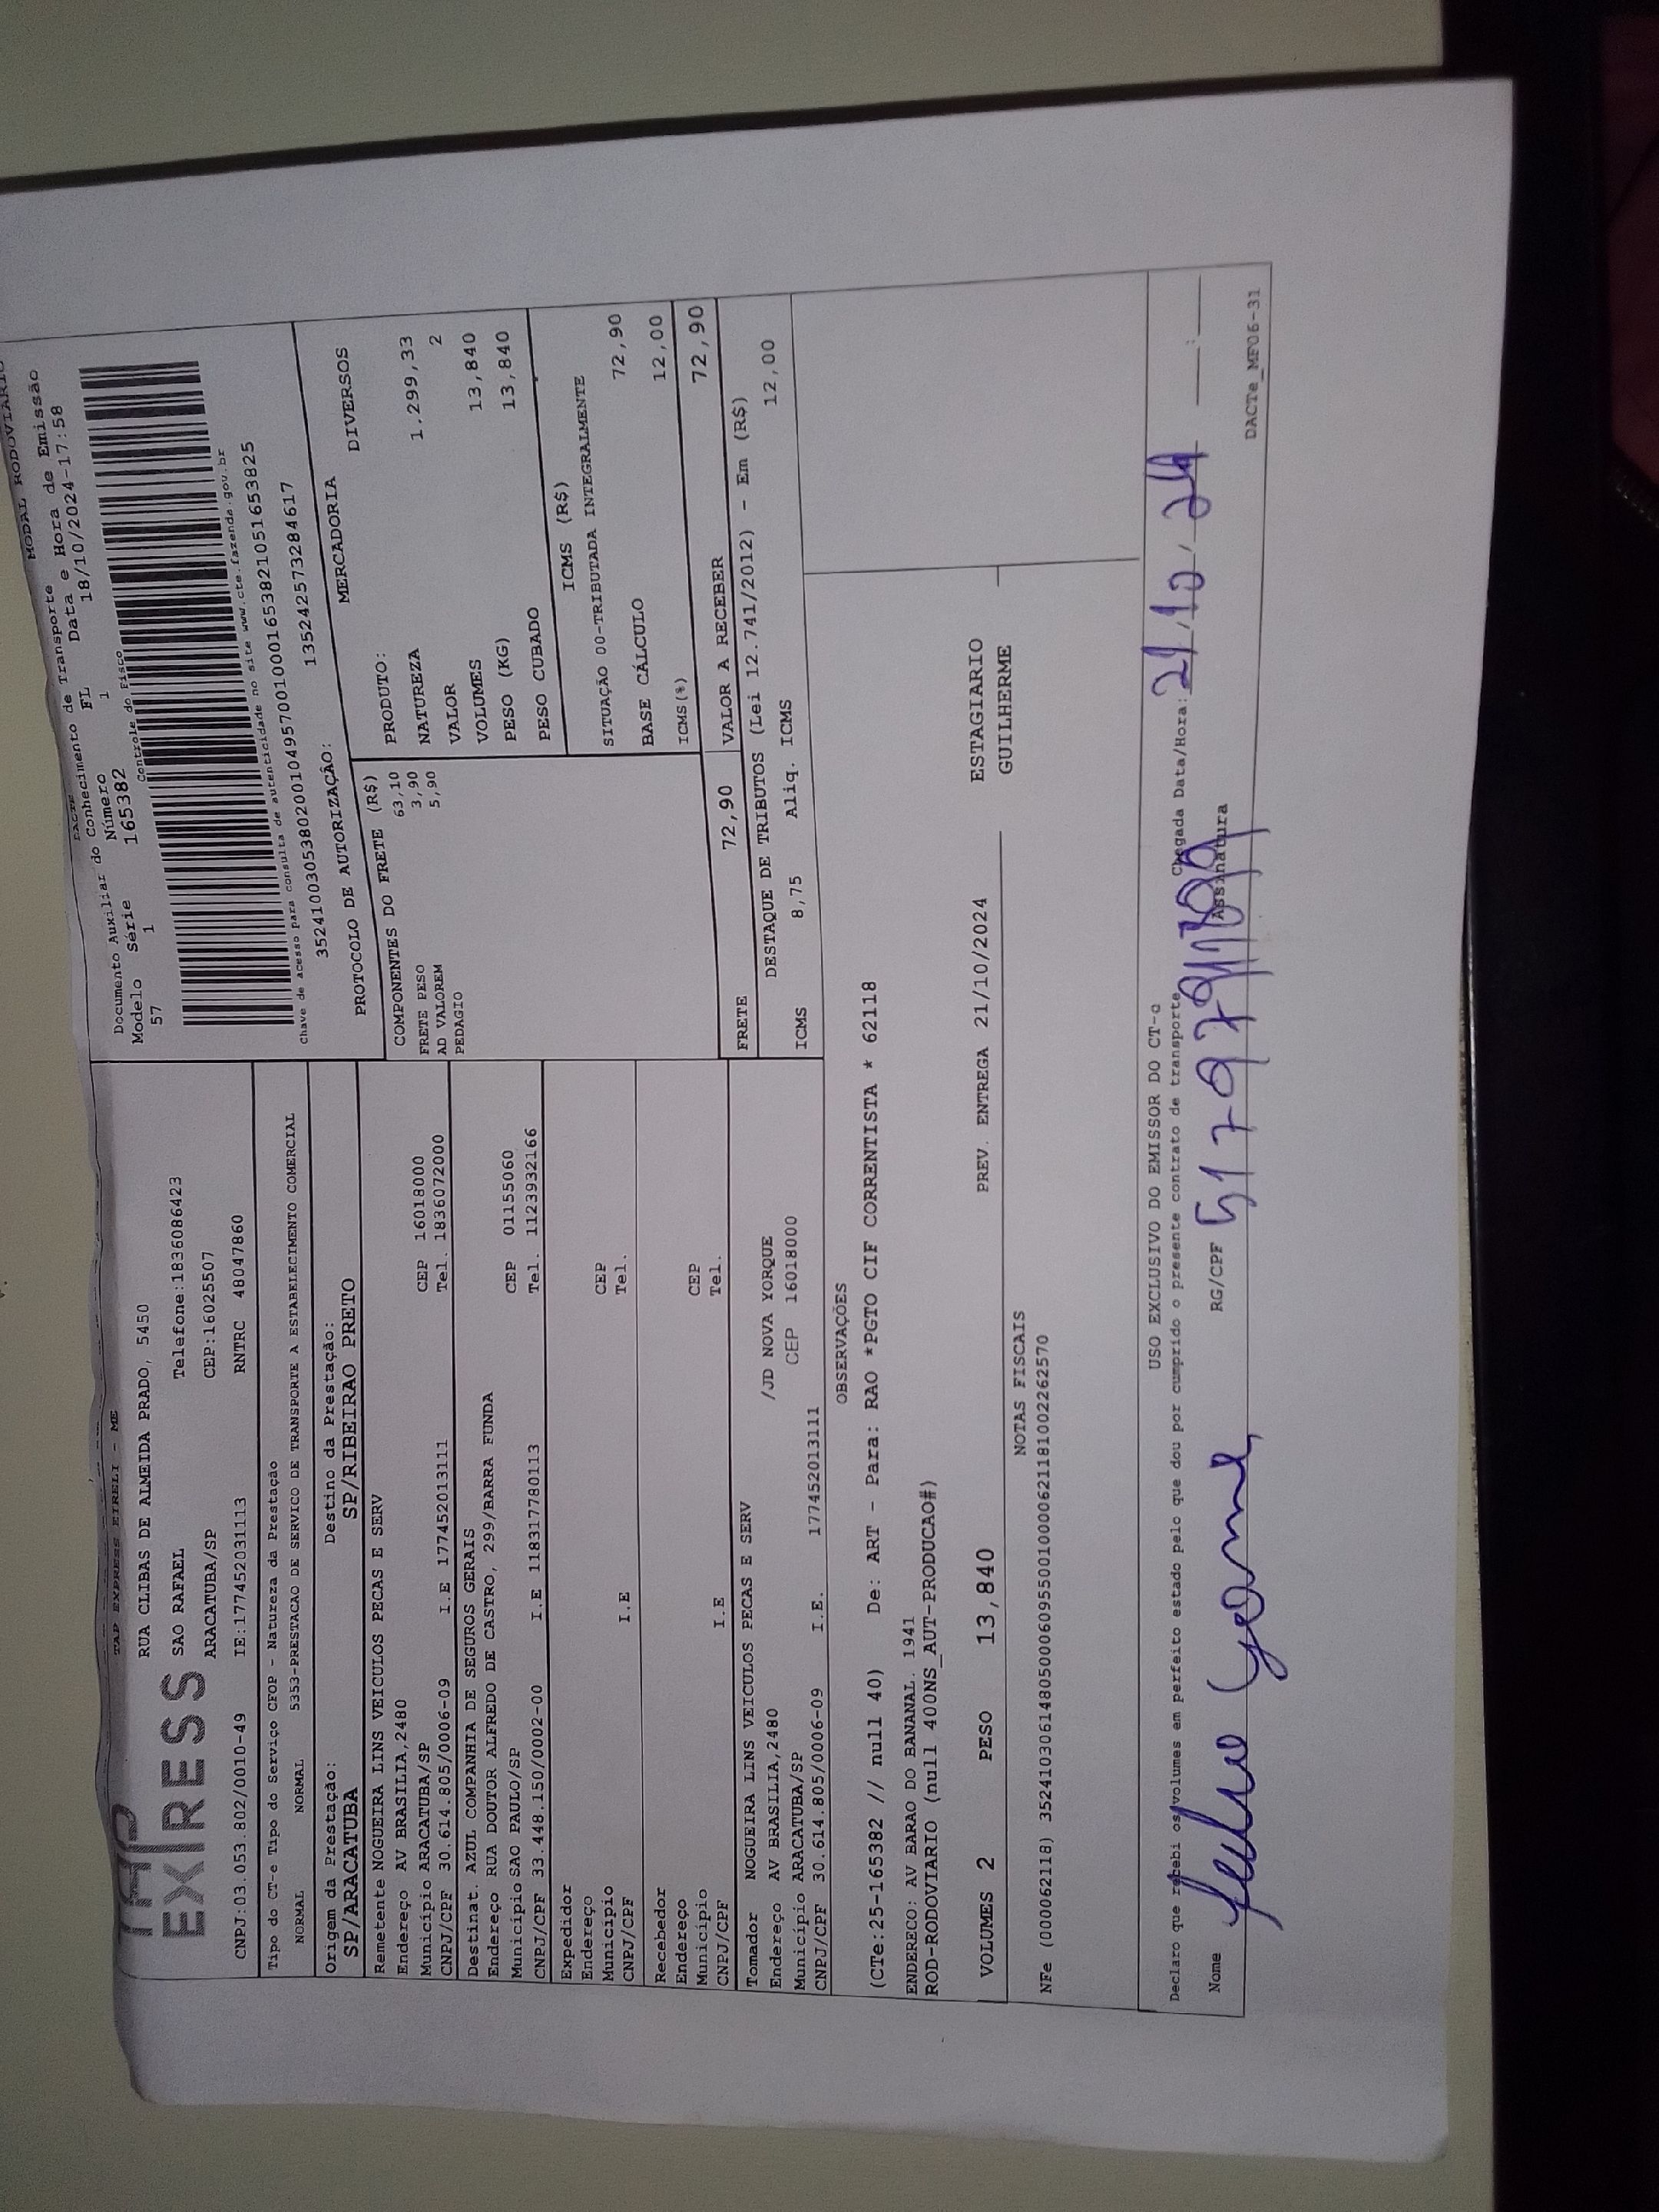 TAP EXPRESS EIRELI - ME
TAP
EXPRESS
RUA CLIBAS DE ALMEIDA PRADO, 5450
SAO RAFAEL Telefone:1836086423
ARACATUBA/SP CEP:16025507
CNPJ:03.053.802/0010-49 IE:177452031113 RNTRC 48047860
DACTE MODAL RODOVIARIO
Documento Auxiliar do Conhecimento de Transporte
Modelo Série Número FL Data e Hora de Emissão
57 1 165382 1 1 18/10/2024-17:58
Controle do Fisco
Chave de acesso para consulta de autenticidade no site www.cte.fazenda.gov.br
35241003053802001049570010001653821051653825
PROTOCOLO DE AUTORIZAÇÃO: 135242573284617
Tipo do CT-e Tipo do Serviço CFOP - Natureza da Prestação
NORMAL NORMAL 5353-PRESTACAO DE SERVICO DE TRANSPORTE A ESTABELECIMENTO COMERCIAL
Origem da Prestação: Destino da Prestação:
SP/ARACATUBA SP/RIBEIRAO PRETO
Remetente NOGUEIRA LINS VEICULOS PECAS E SERV
Endereço AV BRASILIA,2480
Município ARACATUBA/SP CEP 16018000
CNPJ/CPF 30.614.805/0006-09 I.E 177452013111 Tel. 1836072000
Destinat. AZUL COMPANHIA DE SEGUROS GERAIS
Endereço RUA DOUTOR ALFREDO DE CASTRO, 299/BARRA FUNDA
Município SAO PAULO/SP CEP 01155060
CNPJ/CPF 33.448.150/0002-00 I.E 118317780113 Tel. 1123932166
Expedidor
Endereço
Município CEP
CNPJ/CPF I.E Tel.
Recebedor
Endereço
Município CEP
CNPJ/CPF I.E Tel.
Tomador NOGUEIRA LINS VEICULOS PECAS E SERV
Endereço AV BRASILIA,2480 /JD NOVA YORQUE
Município ARACATUBA/SP CEP 16018000
CNPJ/CPF 30.614.805/0006-09 I.E. 177452013111
COMPONENTES DO FRETE (R$)
FRETE PESO 63,10
AD VALOREM 3,90
PEDAGIO 5,90
MERCADORIA
PRODUTO: DIVERSOS
NATUREZA
VALOR 1.299,33
VOLUMES 2
PESO (KG) 13,840
PESO CUBADO 13,840
ICMS (R$)
SITUAÇÃO 00-TRIBUTADA INTEGRALMENTE
BASE CÁLCULO 72,90
ICMS(%) 12,00
FRETE 72,90 VALOR A RECEBER 72,90
DESTAQUE DE TRIBUTOS (Lei 12.741/2012) - Em (R$)
ICMS 8,75 Aliq. ICMS 12,00
OBSERVAÇÕES
(CTe:25-165382 // null 40) De: ART - Para: RAO *PGTO CIF CORRENTISTA * 62118
ENDERECO: AV BARAO DO BANANAL. 1941
ROD-RODOVIARIO (null 400NS_AUT-PRODUCAO#)
VOLUMES 2 PESO 13,840 PREV. ENTREGA 21/10/2024 ESTAGIARIO
GUILHERME
NOTAS FISCAIS
NFe (000062118) 35241030614805000609550010000621181002262570
USO EXCLUSIVO DO EMISSOR DO CT-e
Declaro que recebi os volumes em perfeito estado pelo que dou por cumprido o presente contrato de transporte
Chegada Data/Hora: 21/10/24
Nome RG/CPF Assinatura
DACTe_MF06-31